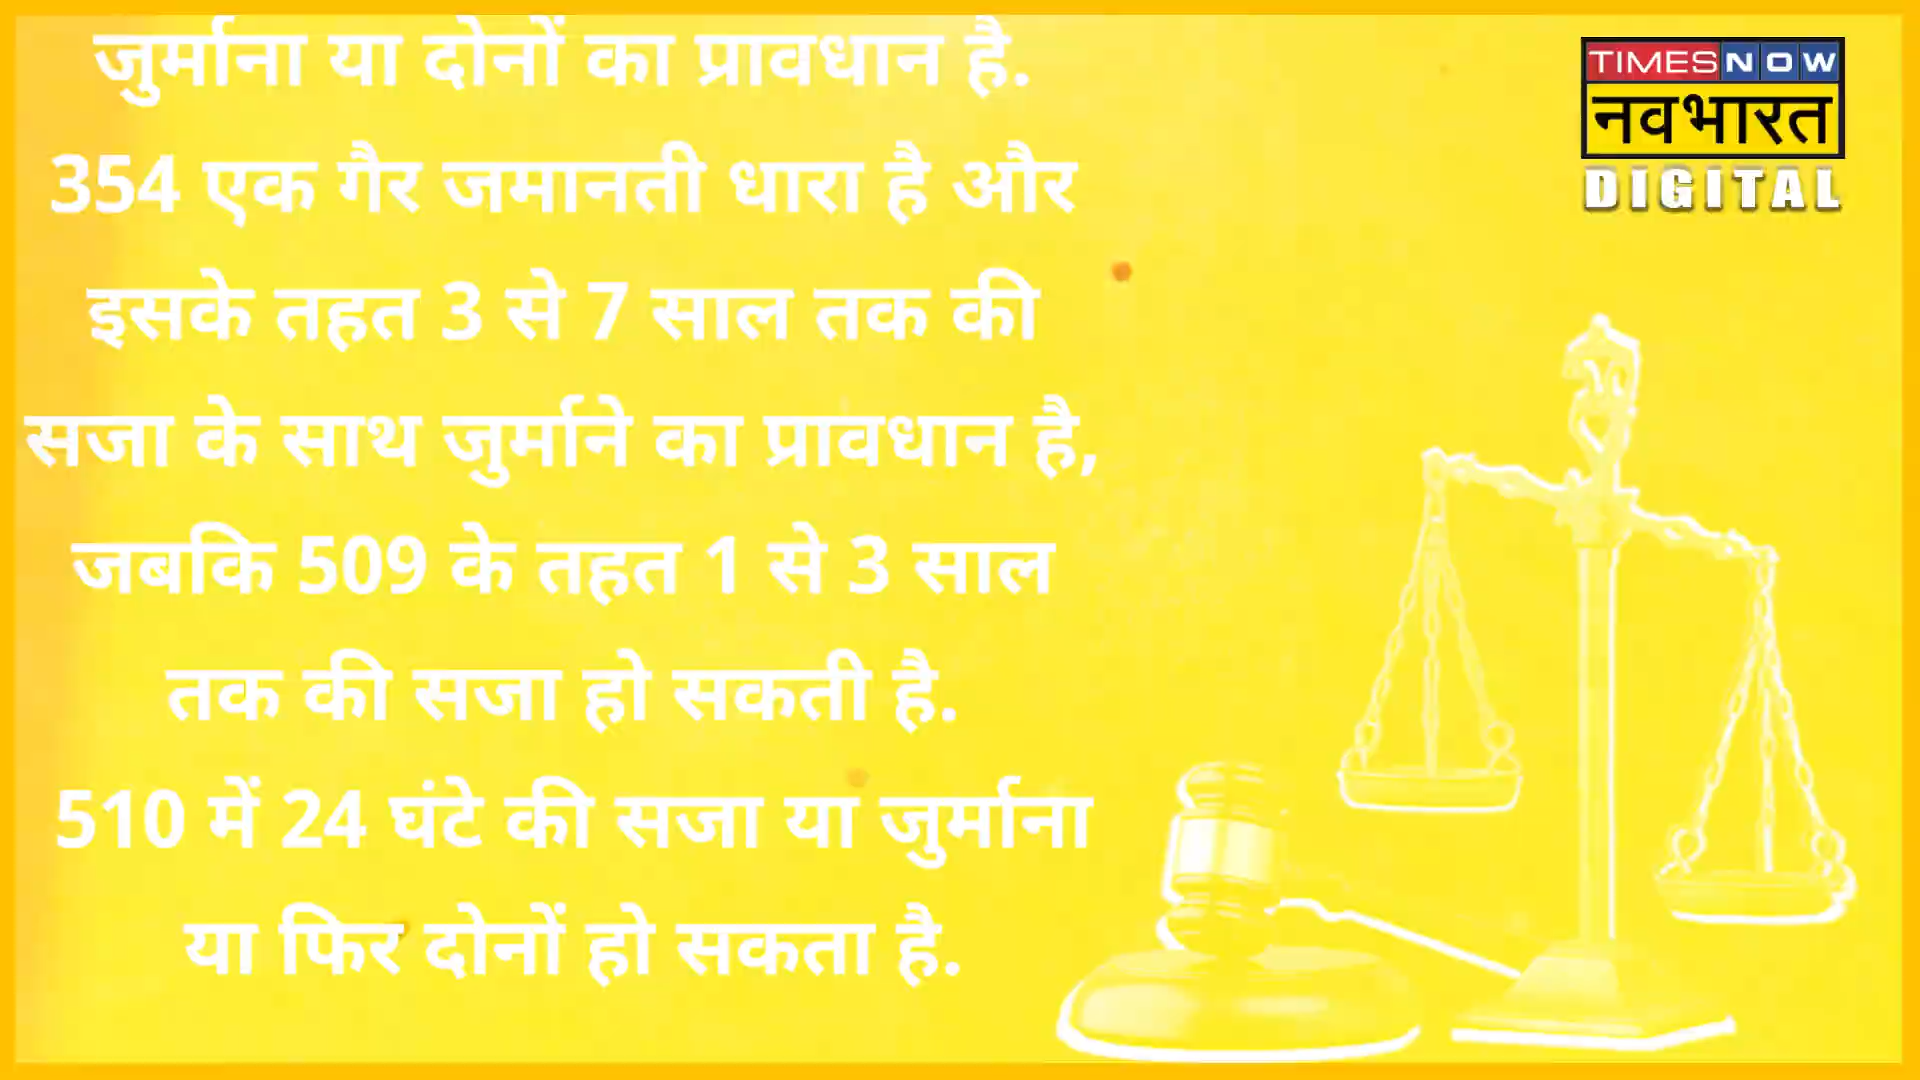 जुर्माना या दोनों का प्रावधान है.
354 एक गैर जमानती धारा है और
इसके तहत 3 से 7 साल तक की
सजा के साथ जुर्माने का प्रावधान है,
जबकि 509 के तहत 1 से 3 साल
तक की सजा हो सकती है.
510 में 24 घंटे की सजा या जुर्माना
या फिर दोनों हो सकता है.
TIMES NOW
नवभारत
DIGITAL